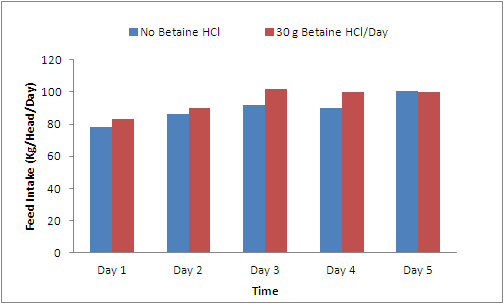 No Betaine HCl 30 g Betaine HCl/Day
Feed Intake (Kg/Head/Day)
120
100
80
60
40
20
0
Day 1 Day 2 Day 3 Day 4 Day 5
Time